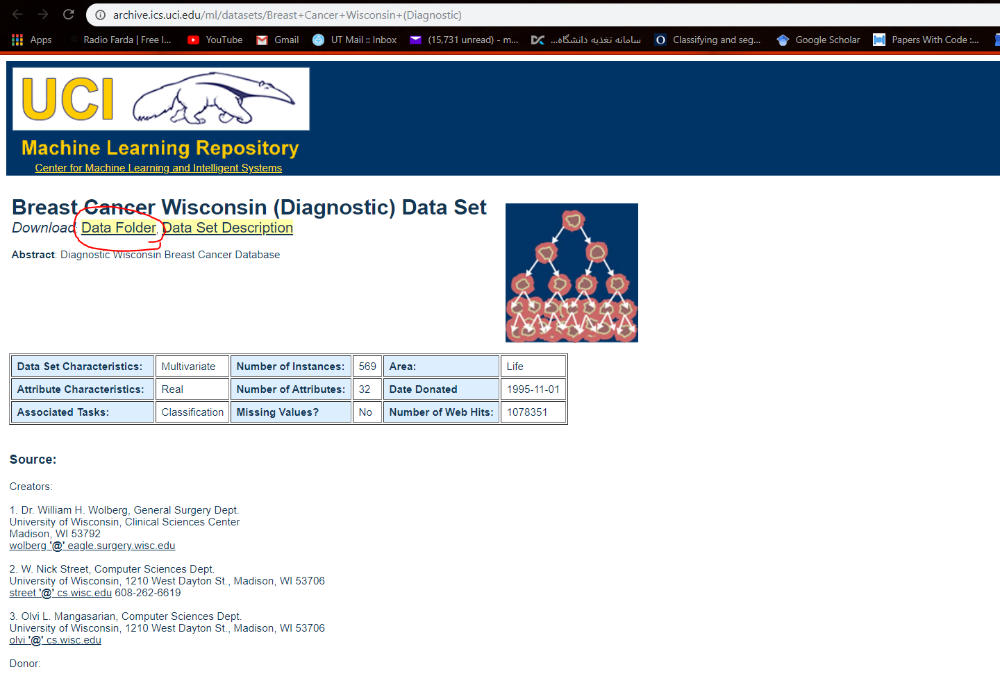 archive.ics.uci.edu/ml/datasets/Breast+Cancer+Wisconsin+(Diagnostic)
Apps Radio Farda | Free I... YouTube Gmail UT Mail :: Inbox (15,731 unread) - m... سامانه تغذیه دانشگاه... Classifying and seg... Google Scholar Papers With Code :...
UCI
Machine Learning Repository
Center for Machine Learning and Intelligent Systems
Breast Cancer Wisconsin (Diagnostic) Data Set
Download: Data Folder, Data Set Description
Abstract: Diagnostic Wisconsin Breast Cancer Database
Data Set Characteristics: Multivariate Number of Instances: 569 Area: Life
Attribute Characteristics: Real Number of Attributes: 32 Date Donated 1995-11-01
Associated Tasks: Classification Missing Values? No Number of Web Hits: 1078351
Source:
Creators:
1. Dr. William H. Wolberg, General Surgery Dept.
University of Wisconsin, Clinical Sciences Center
Madison, WI 53792
wolberg '@' eagle.surgery.wisc.edu
2. W. Nick Street, Computer Sciences Dept.
University of Wisconsin, 1210 West Dayton St., Madison, WI 53706
street '@' cs.wisc.edu 608-262-6619
3. Olvi L. Mangasarian, Computer Sciences Dept.
University of Wisconsin, 1210 West Dayton St., Madison, WI 53706
olvi '@' cs.wisc.edu
Donor: